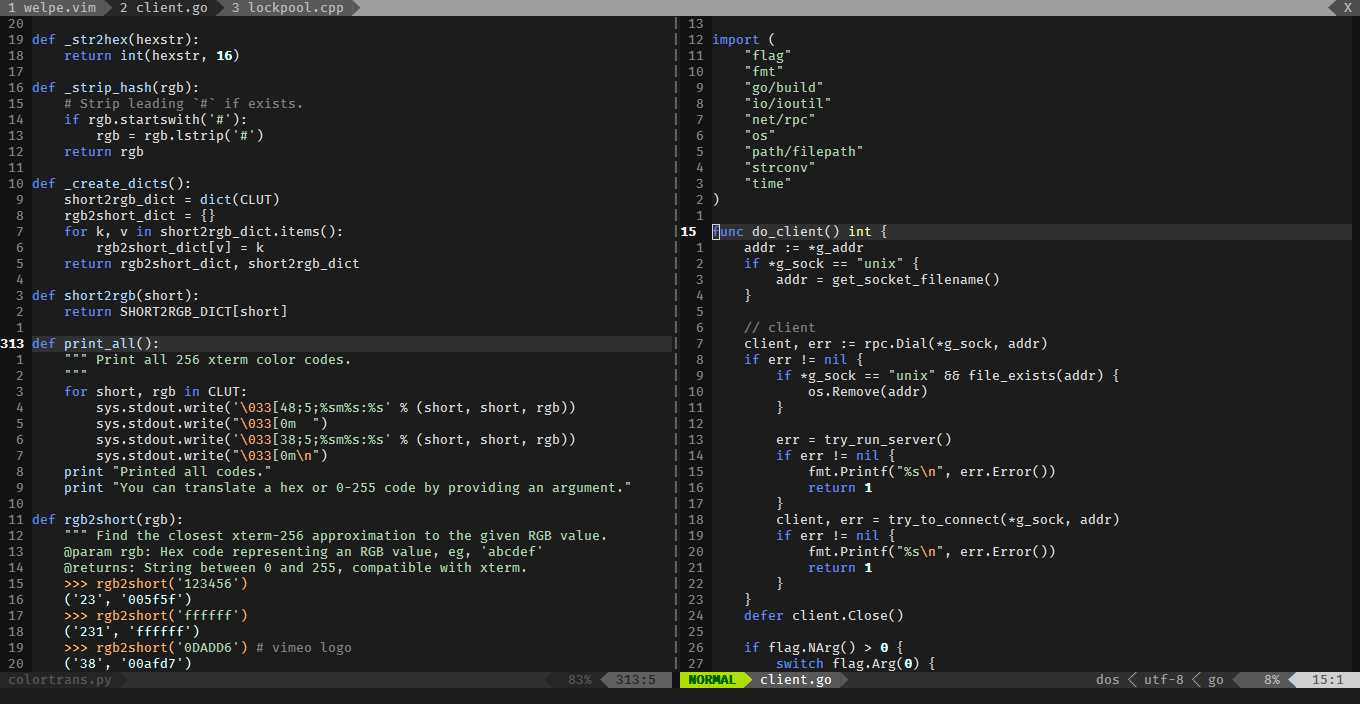 1 welpe.vim 2 client.go 3 lockpool.cpp X
20
19 def _str2hex(hexstr):
18     return int(hexstr, 16)
17
16 def _strip_hash(rgb):
15     # Strip leading `#` if exists.
14     if rgb.startswith('#'):
13         rgb = rgb.lstrip('#')
12     return rgb
11
10 def _create_dicts():
9     short2rgb_dict = dict(CLUT)
8     rgb2short_dict = {}
7     for k, v in short2rgb_dict.items():
6         rgb2short_dict[v] = k
5     return rgb2short_dict, short2rgb_dict
4
3 def short2rgb(short):
2     return SHORT2RGB_DICT[short]
1
313 def print_all():
1     """ Print all 256 xterm color codes.
2     """
3     for short, rgb in CLUT:
4         sys.stdout.write('\033[48;5;%sm%s:%s' % (short, short, rgb))
5         sys.stdout.write("\033[0m  ")
6         sys.stdout.write('\033[38;5;%sm%s:%s' % (short, short, rgb))
7         sys.stdout.write("\033[0m\n")
8     print "Printed all codes."
9     print "You can translate a hex or 0-255 code by providing an argument."
10
11 def rgb2short(rgb):
12     """ Find the closest xterm-256 approximation to the given RGB value.
13     @param rgb: Hex code representing an RGB value, eg, 'abcdef'
14     @returns: String between 0 and 255, compatible with xterm.
15     >>> rgb2short('123456')
16     ('23', '005f5f')
17     >>> rgb2short('ffffff')
18     ('231', 'ffffff')
19     >>> rgb2short('0DADD6') # vimeo logo
20     ('38', '00afd7')
colortrans.py 83% 313:5
13
12 import (
11     "flag"
10     "fmt"
9     "go/build"
8     "io/ioutil"
7     "net/rpc"
6     "os"
5     "path/filepath"
4     "strconv"
3     "time"
2 )
1
15 func do_client() int {
1     addr := *g_addr
2     if *g_sock == "unix" {
3         addr = get_socket_filename()
4     }
5
6     // client
7     client, err := rpc.Dial(*g_sock, addr)
8     if err != nil {
9         if *g_sock == "unix" && file_exists(addr) {
10             os.Remove(addr)
11         }
12
13         err = try_run_server()
14         if err != nil {
15             fmt.Printf("%s\n", err.Error())
16             return 1
17         }
18         client, err = try_to_connect(*g_sock, addr)
19         if err != nil {
20             fmt.Printf("%s\n", err.Error())
21             return 1
22         }
23     }
24     defer client.Close()
25
26     if flag.NArg() > 0 {
27         switch flag.Arg(0) {
NORMAL client.go dos utf-8 go 8% 15:1